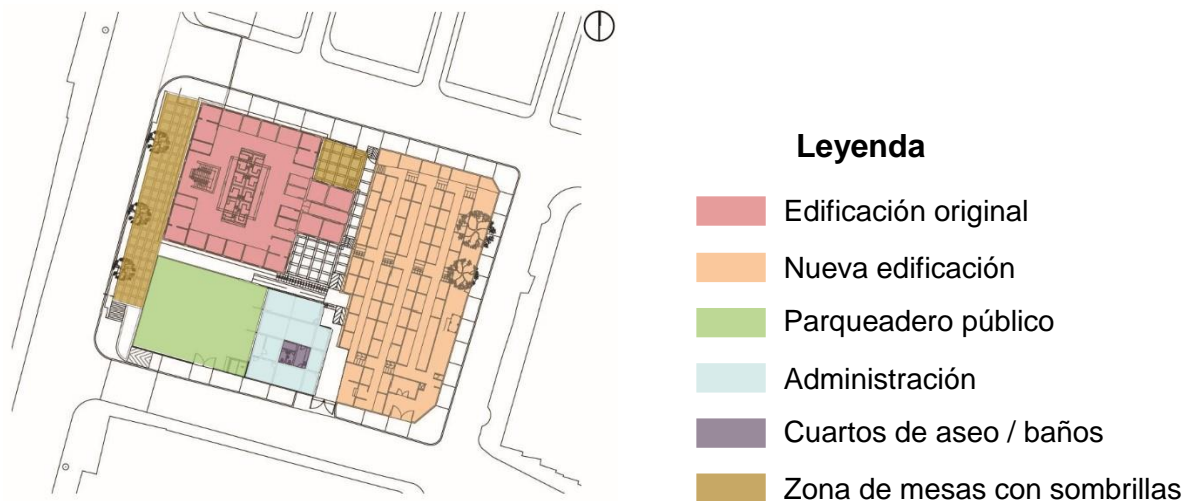 Leyenda
Edificación original
Nueva edificación
Parqueadero público
Administración
Cuartos de aseo / baños
Zona de mesas con sombrillas